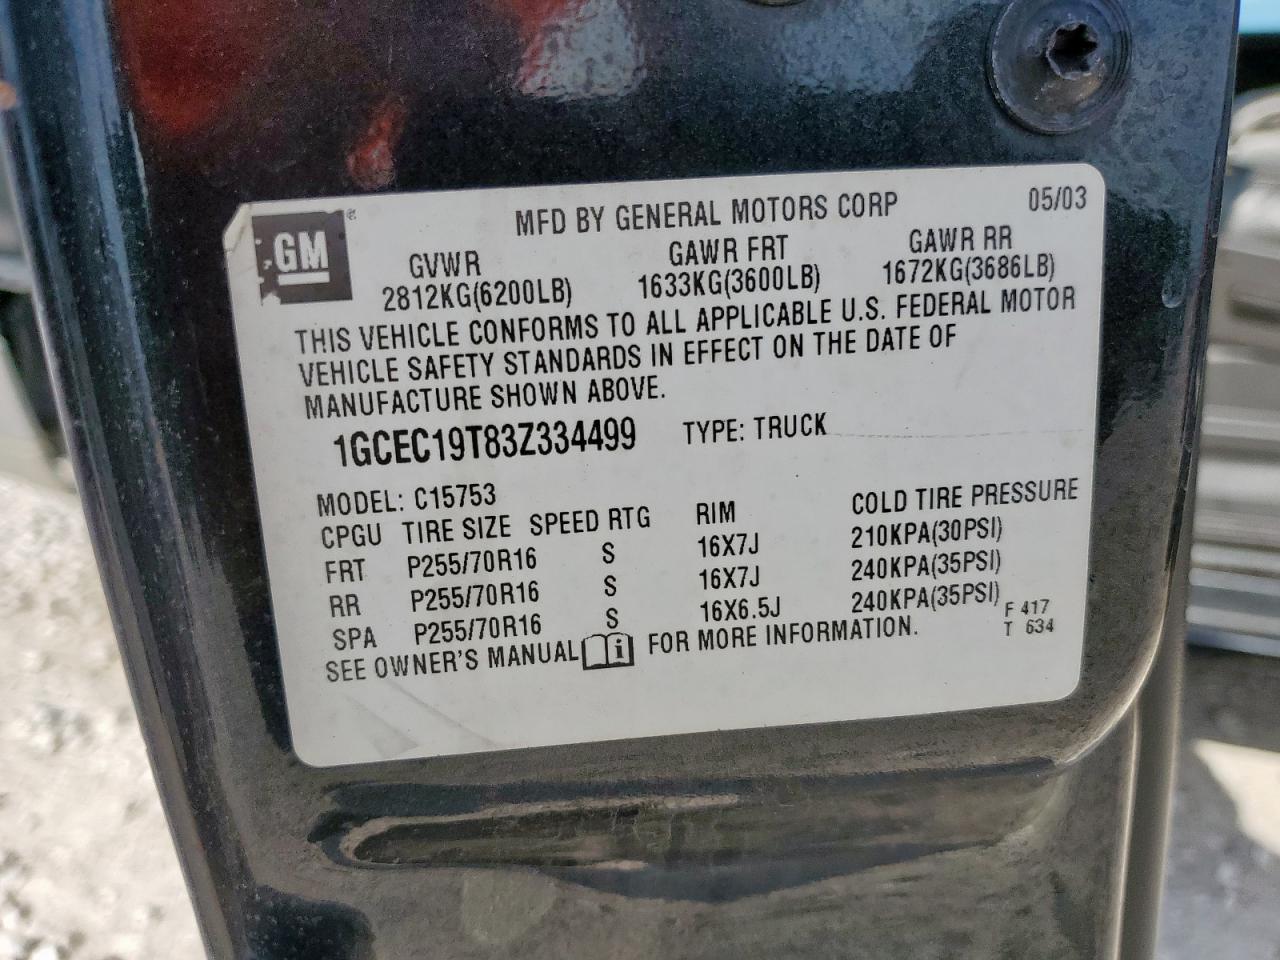 GM®
MFD BY GENERAL MOTORS CORP 05/03
GVWR GAWR FRT GAWR RR
2812KG(6200LB) 1633KG(3600LB) 1672KG(3686LB)
THIS VEHICLE CONFORMS TO ALL APPLICABLE U.S. FEDERAL MOTOR
VEHICLE SAFETY STANDARDS IN EFFECT ON THE DATE OF
MANUFACTURE SHOWN ABOVE.
1GCEC19T83Z334499 TYPE: TRUCK
MODEL: C15753
CPGU TIRE SIZE SPEED RTG RIM COLD TIRE PRESSURE
FRT P255/70R16 S 16X7J 210KPA(30PSI)
RR P255/70R16 S 16X7J 240KPA(35PSI)
SPA P255/70R16 S 16X6.5J 240KPA(35PSI)
SEE OWNER'S MANUAL i FOR MORE INFORMATION.
F 417
T 634